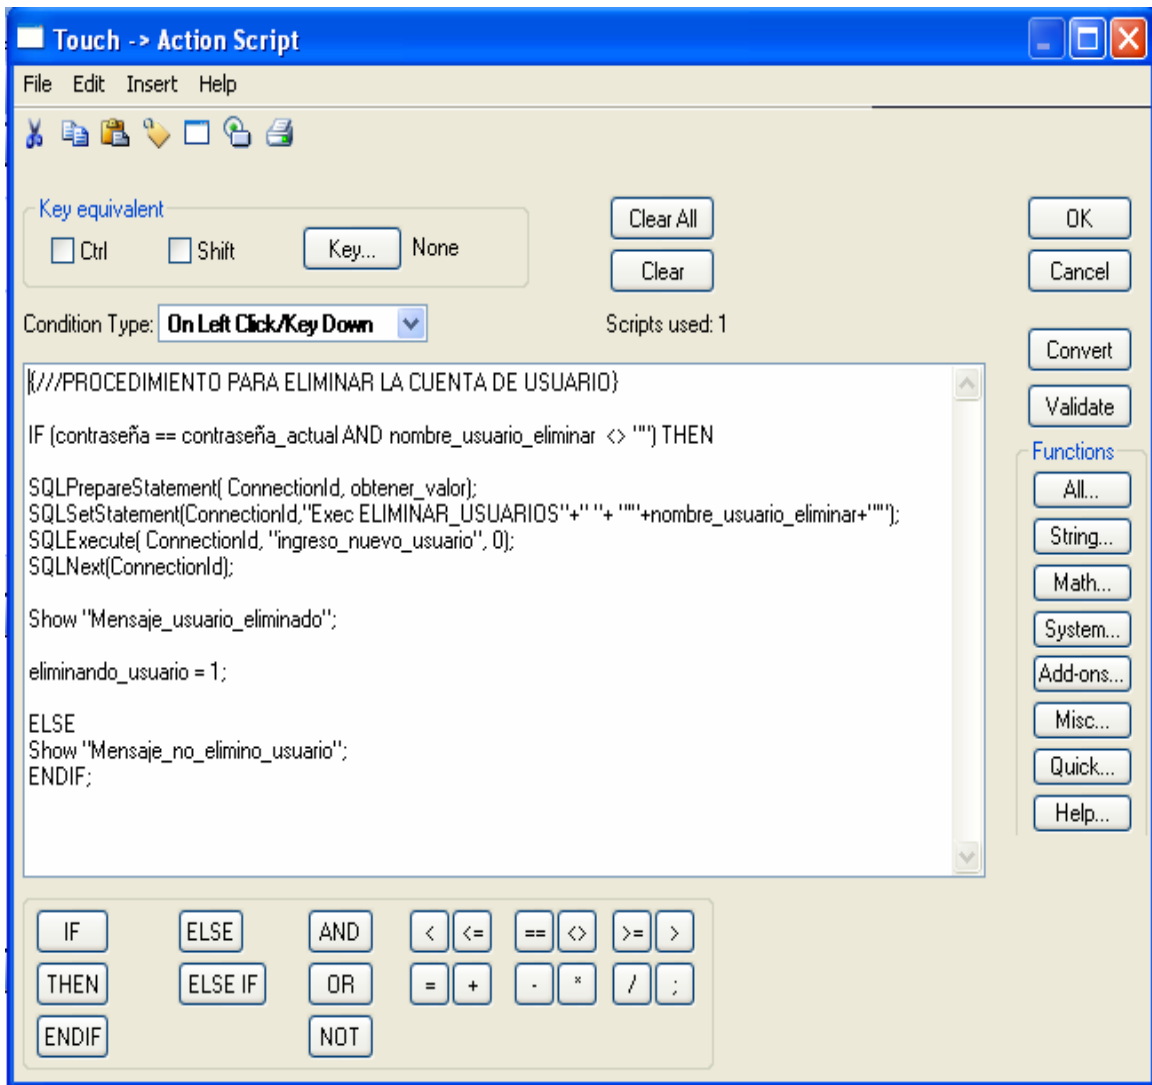 Touch -> Action Script
File Edit Insert Help
Key equivalent
Ctrl Shift Key... None
Clear All
Clear
OK
Cancel
Condition Type: On Left Click/Key Down
Scripts used: 1
Convert
Validate
{///PROCEDIMIENTO PARA ELIMINAR LA CUENTA DE USUARIO}
IF (contraseña == contraseña_actual AND nombre_usuario_eliminar <> "") THEN
SQLPrepareStatement( ConnectionId, obtener_valor);
SQLSetStatement(ConnectionId,"Exec ELIMINAR_USUARIOS"+" "+ "'"+nombre_usuario_eliminar+"'");
SQLExecute( ConnectionId, "ingreso_nuevo_usuario", 0);
SQLNext(ConnectionId);
Show "Mensaje_usuario_eliminado";
eliminando_usuario = 1;
ELSE
Show "Mensaje_no_elimino_usuario";
ENDIF;
Functions
All...
String...
Math...
System...
Add-ons...
Misc...
Quick...
Help...
IF ELSE AND < <= == <> >= >
THEN ELSE IF OR = + - * / ;
ENDIF NOT